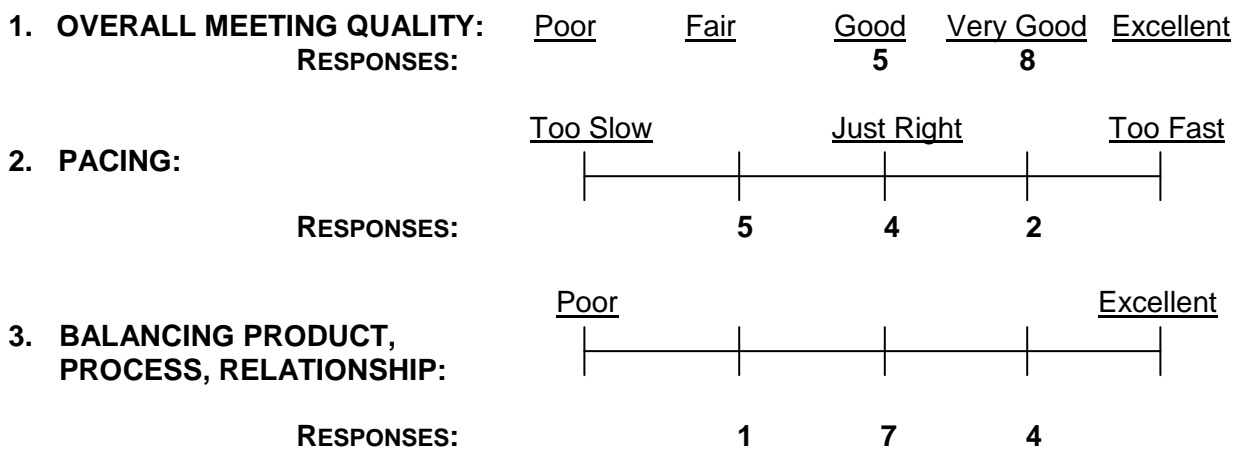 1. OVERALL MEETING QUALITY: Poor Fair Good Very Good Excellent
RESPONSES: 5 8
Too Slow Just Right Too Fast
2. PACING:
RESPONSES: 5 4 2
Poor Excellent
3. BALANCING PRODUCT,
PROCESS, RELATIONSHIP:
RESPONSES: 1 7 4